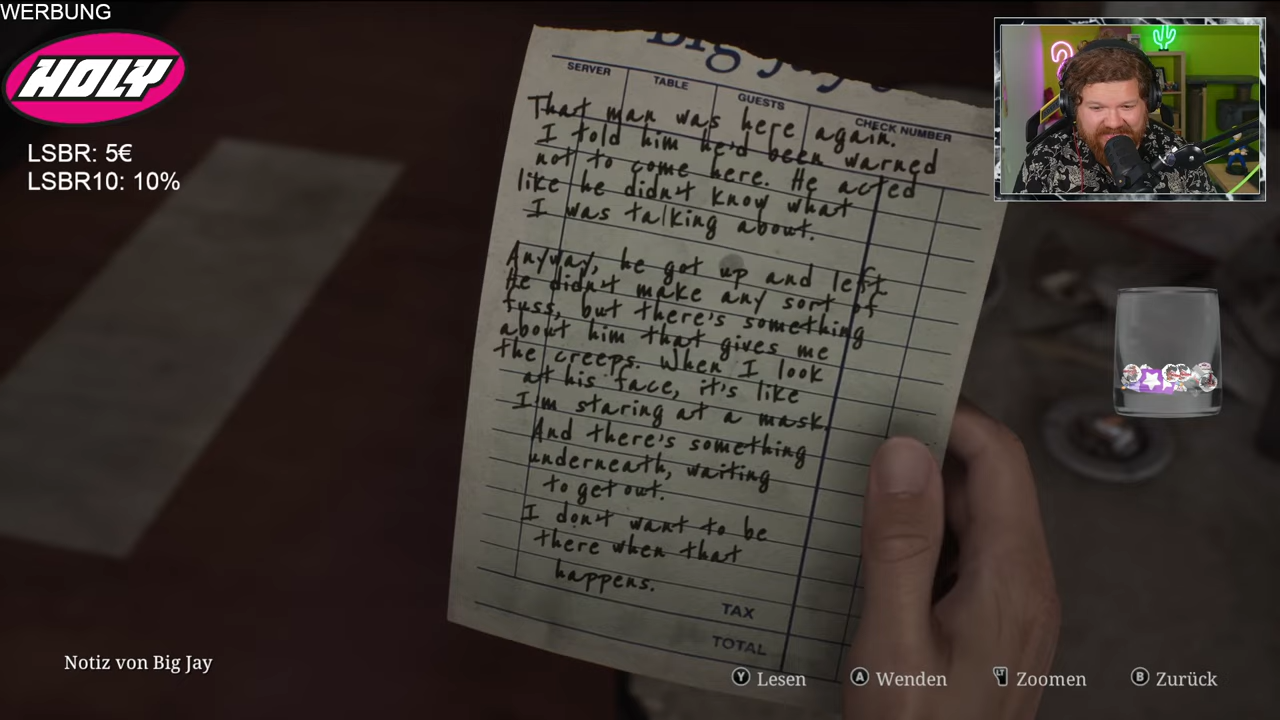 WERBUNG
HOLY
LSBR: 5€
LSBR10: 10%
Big Jay's
SERVER TABLE GUESTS CHECK NUMBER
That man was here again.
I told him he'd been warned
not to come here. He acted
like he didn't know what
I was talking about.
Anyway, he got up and left
He didn't make any sort of
fuss, but there's something
about him that gives me
the creeps. When I look
at his face, it's like
I'm staring at a mask.
And there's something
underneath, waiting
to get out.
I don't want to be
there when that
happens.
TAX
TOTAL
Notiz von Big Jay
Y Lesen
A Wenden
LT Zoomen
B Zurück